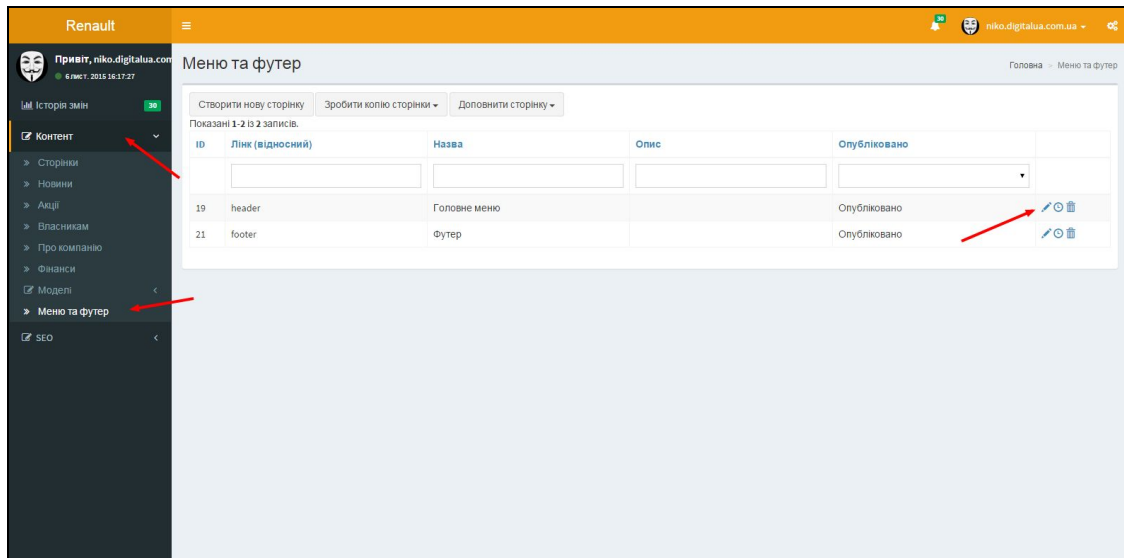 Renault
30
niko.digitalua.com.ua
Привіт, niko.digitalua.com
6 лист. 2015 16:17:27
Меню та футер
Головна > Меню та футер
Історія змін 30
Контент
Сторінки
Новини
Акції
Власникам
Про компанію
Фінанси
Моделі
Меню та футер
SEO
Створити нову сторінку Зробити копію сторінки Доповнити сторінку
Показані 1-2 із 2 записів.
ID Лінк (відносний) Назва Опис Опубліковано
19 header Головне меню Опубліковано
21 footer Футер Опубліковано